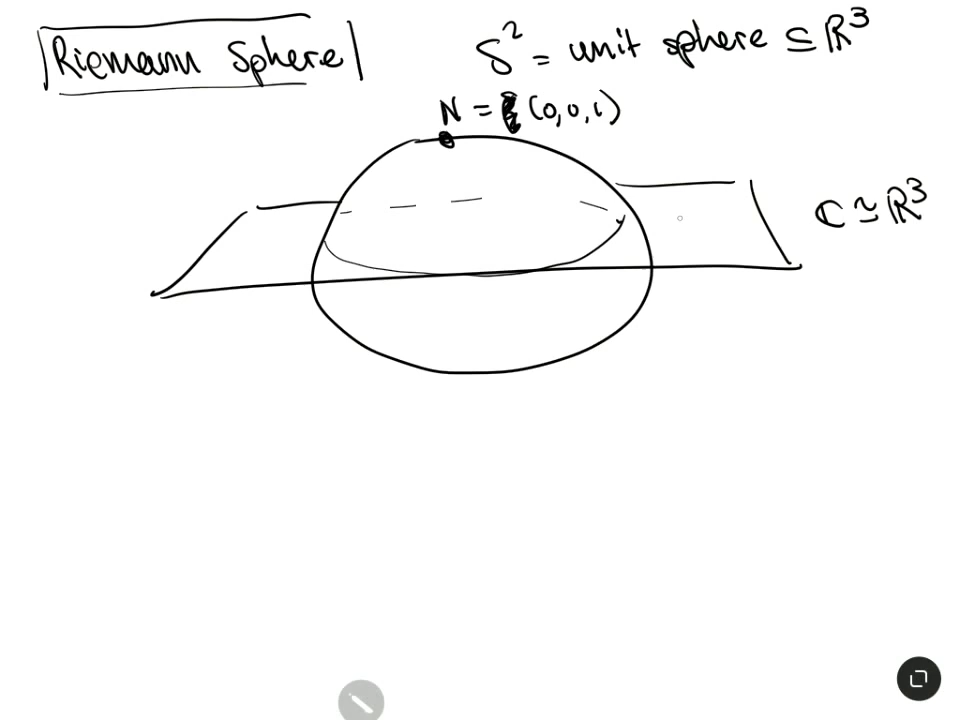 Riemann Sphere
S² = unit sphere ⊆ ℝ³
N = (0,0,1)
ℂ ≅ ℝ³